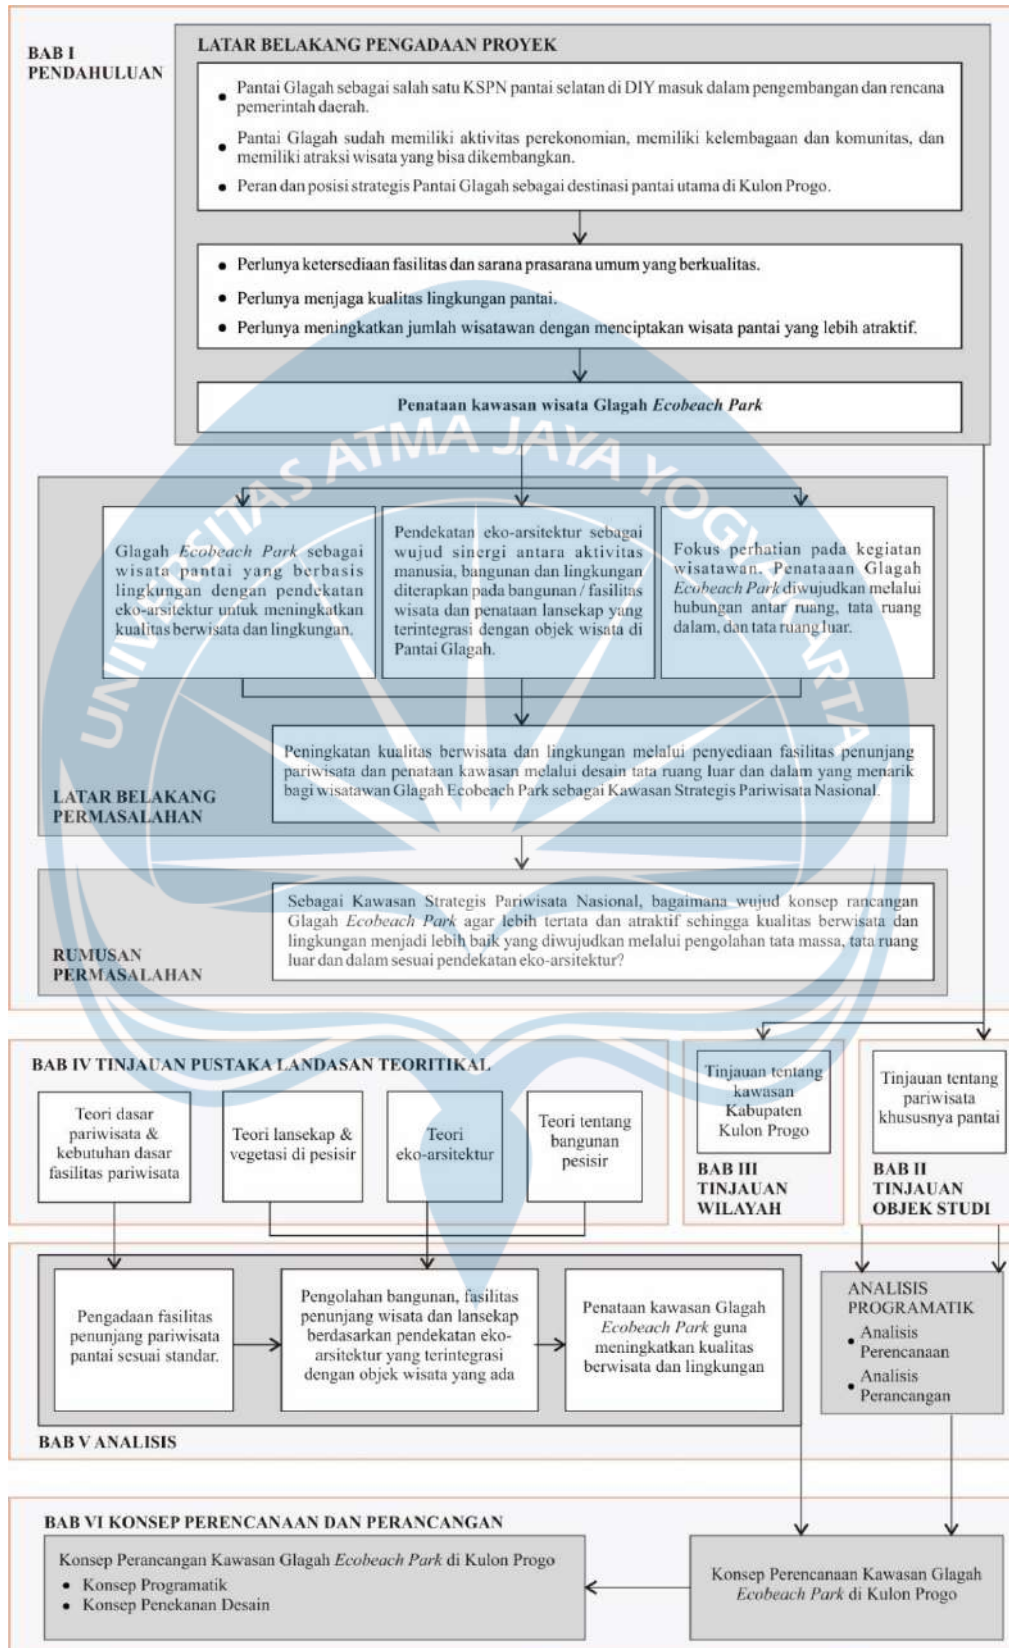 BAB I
PENDAHULUAN
LATAR BELAKANG PENGADAAN PROYEK
• Pantai Glagah sebagai salah satu KSPN pantai selatan di DIY masuk dalam pengembangan dan rencana
pemerintah daerah.
• Pantai Glagah sudah memiliki aktivitas perekonomian, memiliki kelembagaan dan komunitas, dan
memiliki atraksi wisata yang bisa dikembangkan.
• Peran dan posisi strategis Pantai Glagah sebagai destinasi pantai utama di Kulon Progo.
• Perlunya ketersediaan fasilitas dan sarana prasarana umum yang berkualitas.
• Perlunya menjaga kualitas lingkungan pantai.
• Perlunya meningkatkan jumlah wisatawan dengan menciptakan wisata pantai yang lebih atraktif.
Penataan kawasan wisata Glagah Ecobeach Park
UNIVERSITAS ATMA JAYA YOGYAKARTA
Glagah Ecobeach Park sebagai
wisata pantai yang berbasis
lingkungan dengan pendekatan
eko-arsitektur untuk meningkatkan
kualitas berwisata dan lingkungan.
Pendekatan eko-arsitektur sebagai
wujud sinergi antara aktivitas
manusia, bangunan dan lingkungan
diterapkan pada bangunan / fasilitas
wisata dan penataan lansekap yang
terintegrasi dengan objek wisata di
Pantai Glagah.
Fokus perhatian pada kegiatan
wisatawan. Penataaan Glagah
Ecobeach Park diwujudkan melalui
hubungan antar ruang, tata ruang
dalam, dan tata ruang luar.
Peningkatan kualitas berwisata dan lingkungan melalui penyediaan fasilitas penunjang
pariwisata dan penataan kawasan melalui desain tata ruang luar dan dalam yang menarik
bagi wisatawan Glagah Ecobeach Park sebagai Kawasan Strategis Pariwisata Nasional.
LATAR BELAKANG
PERMASALAHAN
Sebagai Kawasan Strategis Pariwisata Nasional, bagaimana wujud konsep rancangan
Glagah Ecobeach Park agar lebih tertata dan atraktif sehingga kualitas berwisata dan
lingkungan menjadi lebih baik yang diwujudkan melalui pengolahan tata massa, tata ruang
luar dan dalam sesuai pendekatan eko-arsitektur?
RUMUSAN
PERMASALAHAN
BAB IV TINJAUAN PUSTAKA LANDASAN TEORITIKAL
Teori dasar
pariwisata &
kebutuhan dasar
fasilitas pariwisata
Teori lansekap &
vegetasi di pesisir
Teori
eko-arsitektur
Teori tentang
bangunan
pesisir
Tinjauan tentang
kawasan
Kabupaten
Kulon Progo
BAB III
TINJAUAN
WILAYAH
Tinjauan tentang
pariwisata
khususnya pantai
BAB II
TINJAUAN
OBJEK STUDI
Pengadaan fasilitas
penunjang pariwisata
pantai sesuai standar.
Pengolahan bangunan, fasilitas
penunjang wisata dan lansekap
berdasarkan pendekatan eko-
arsitektur yang terintegrasi
dengan objek wisata yang ada
Penataan kawasan Glagah
Ecobeach Park guna
meningkatkan kualitas
berwisata dan lingkungan
ANALISIS
PROGRAMATIK
• Analisis
Perencanaan
• Analisis
Perancangan
BAB V ANALISIS
BAB VI KONSEP PERENCANAAN DAN PERANCANGAN
Konsep Perancangan Kawasan Glagah Ecobeach Park di Kulon Progo
• Konsep Programatik
• Konsep Penekanan Desain
Konsep Perencanaan Kawasan Glagah
Ecobeach Park di Kulon Progo